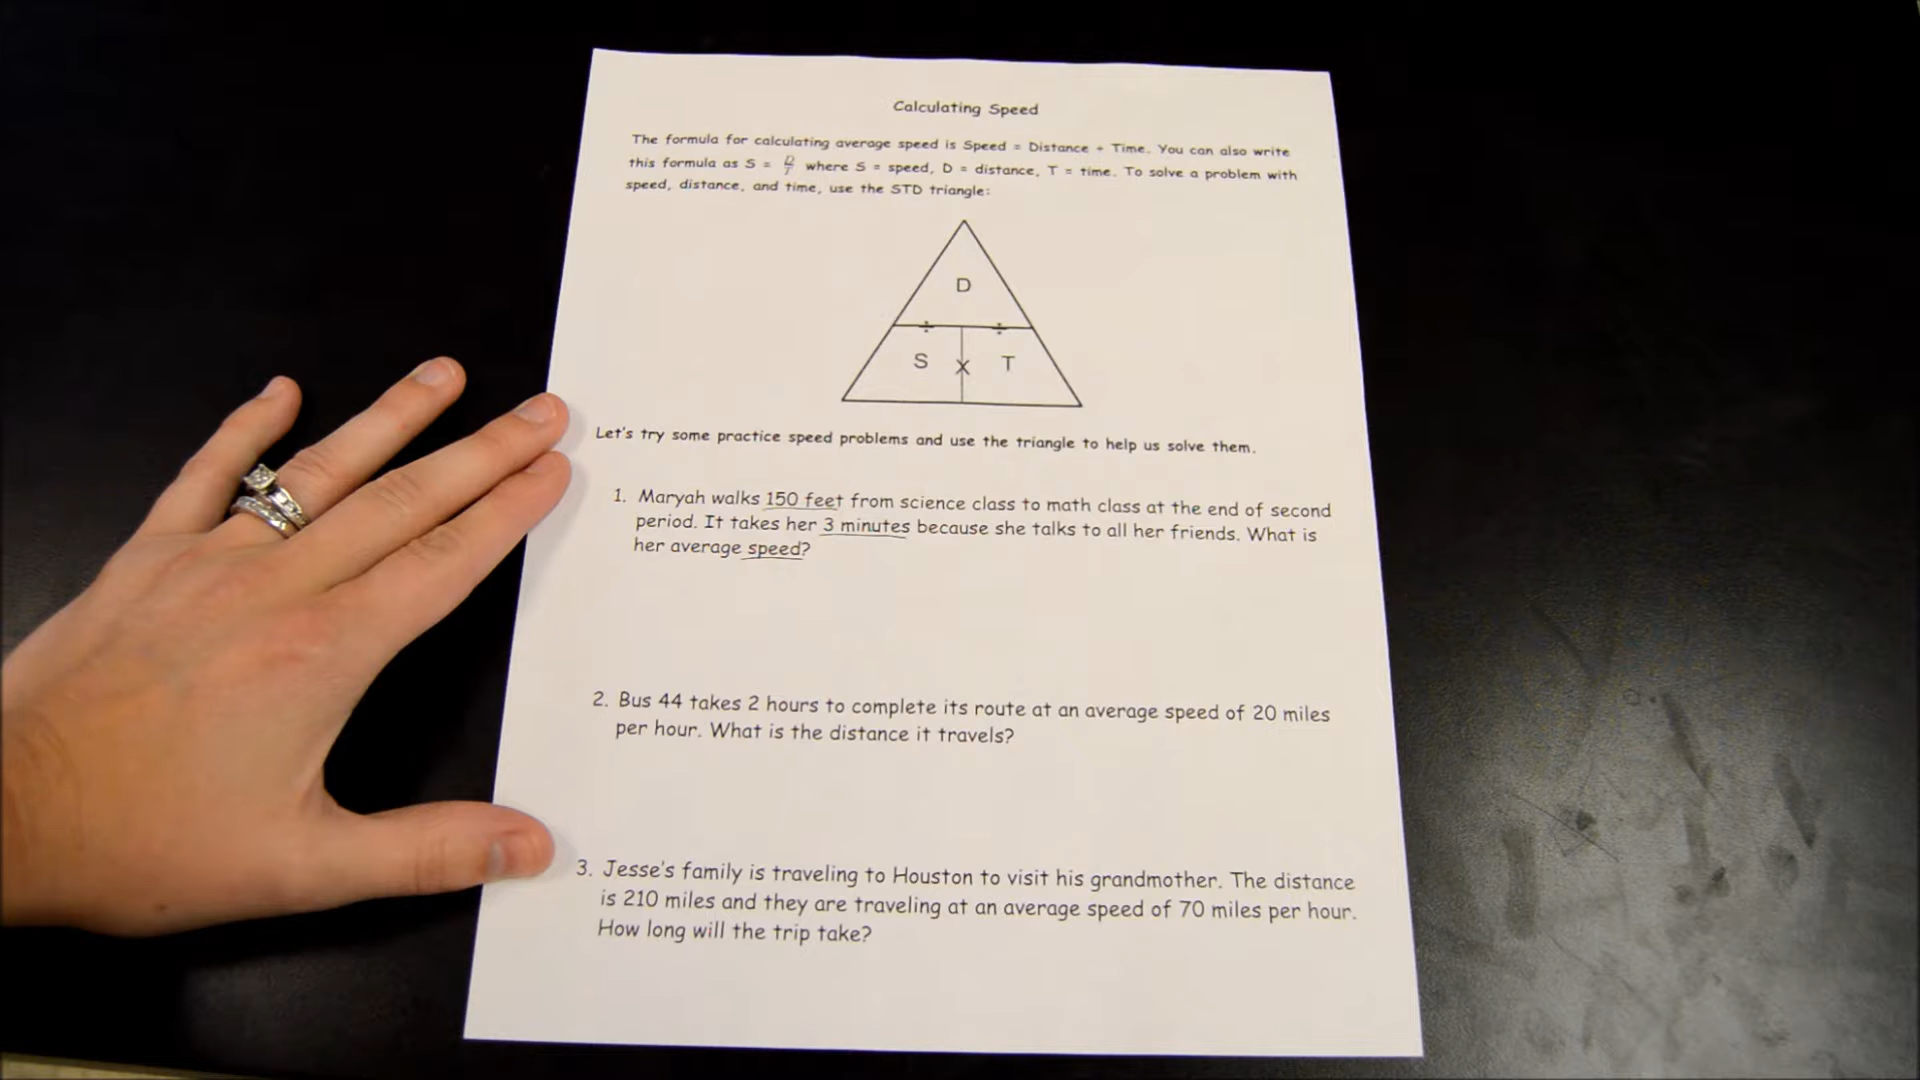 Calculating Speed
The formula for calculating average speed is Speed = Distance ÷ Time. You can also write
this formula as S = D/T where S = speed, D = distance, T = time. To solve a problem with
speed, distance, and time, use the STD triangle:
D
÷ ÷
S X T
Let's try some practice speed problems and use the triangle to help us solve them.
1. Maryah walks 150 feet from science class to math class at the end of second
period. It takes her 3 minutes because she talks to all her friends. What is
her average speed?
2. Bus 44 takes 2 hours to complete its route at an average speed of 20 miles
per hour. What is the distance it travels?
3. Jesse's family is traveling to Houston to visit his grandmother. The distance
is 210 miles and they are traveling at an average speed of 70 miles per hour.
How long will the trip take?